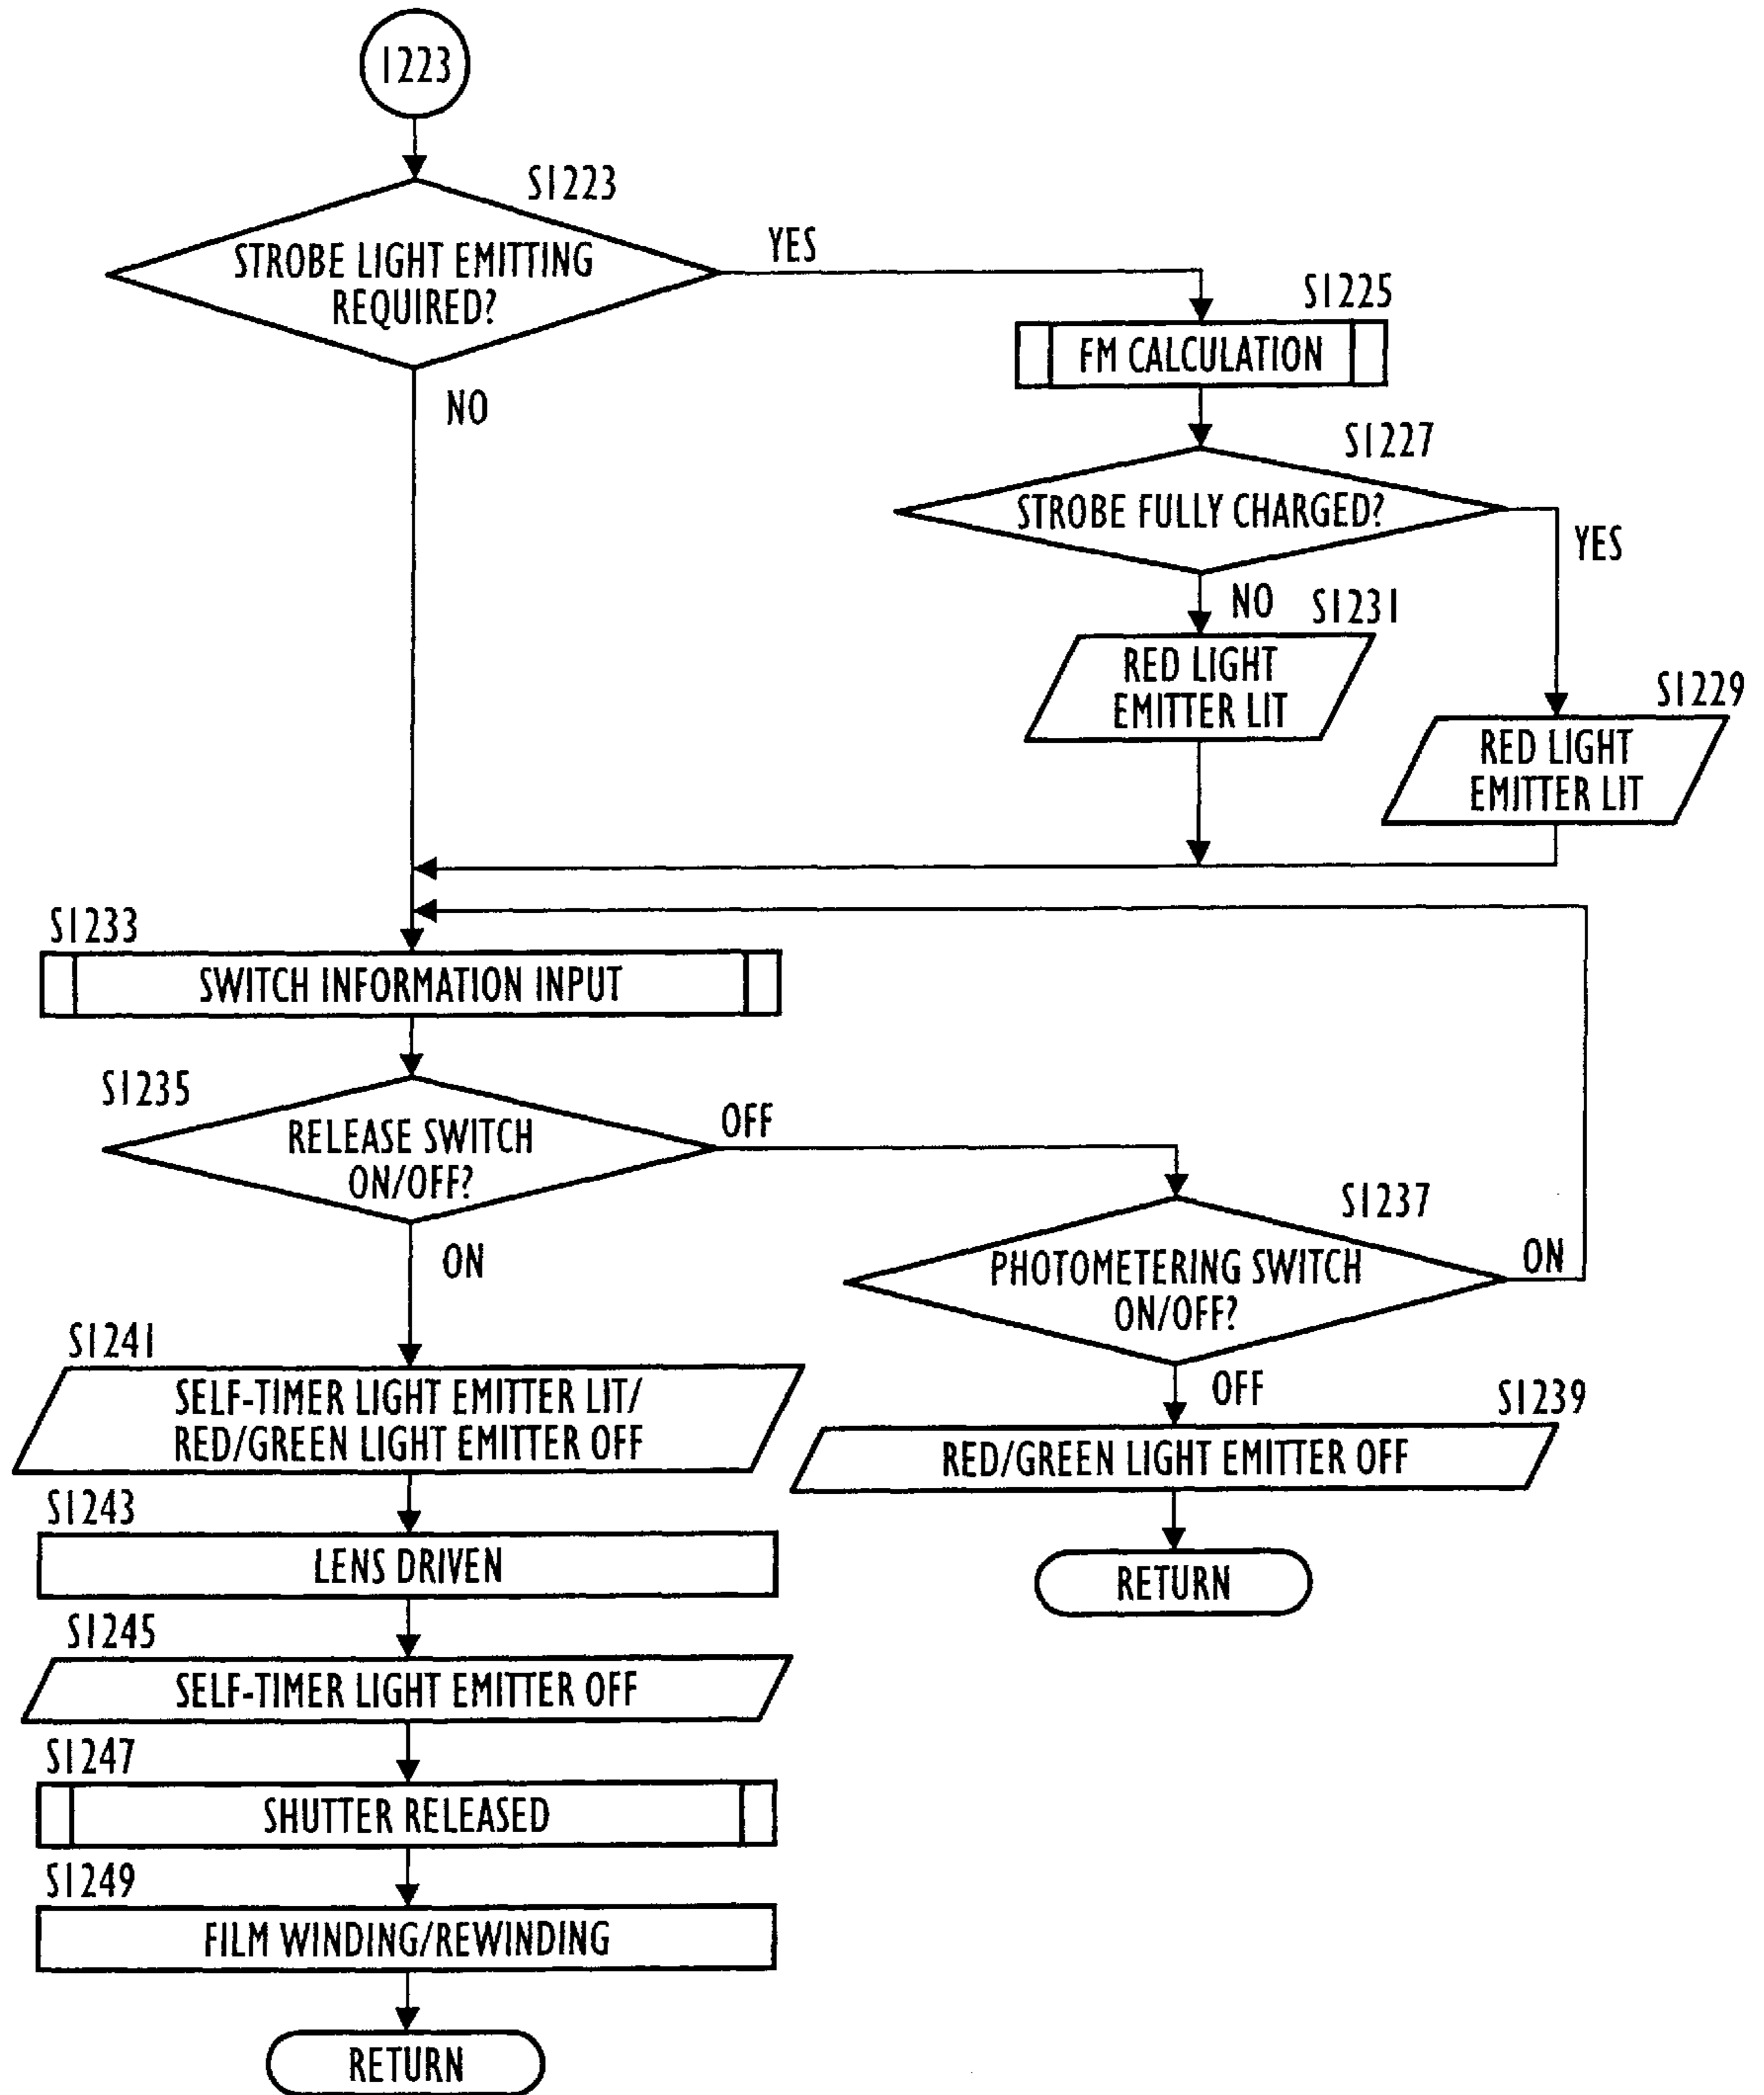 1223
S1223
STROBE LIGHT EMITTING
REQUIRED?
YES
NO
S1225
FM CALCULATION
S1227
STROBE FULLY CHARGED?
YES
NO
S1231
RED LIGHT
EMITTER LIT
S1229
RED LIGHT
EMITTER LIT
S1233
SWITCH INFORMATION INPUT
S1235
RELEASE SWITCH
ON/OFF?
OFF
ON
S1237
PHOTOMETERING SWITCH
ON/OFF?
ON
OFF
S1239
RED/GREEN LIGHT EMITTER OFF
RETURN
S1241
SELF-TIMER LIGHT EMITTER LIT/
RED/GREEN LIGHT EMITTER OFF
S1243
LENS DRIVEN
S1245
SELF-TIMER LIGHT EMITTER OFF
S1247
SHUTTER RELEASED
S1249
FILM WINDING/REWINDING
RETURN